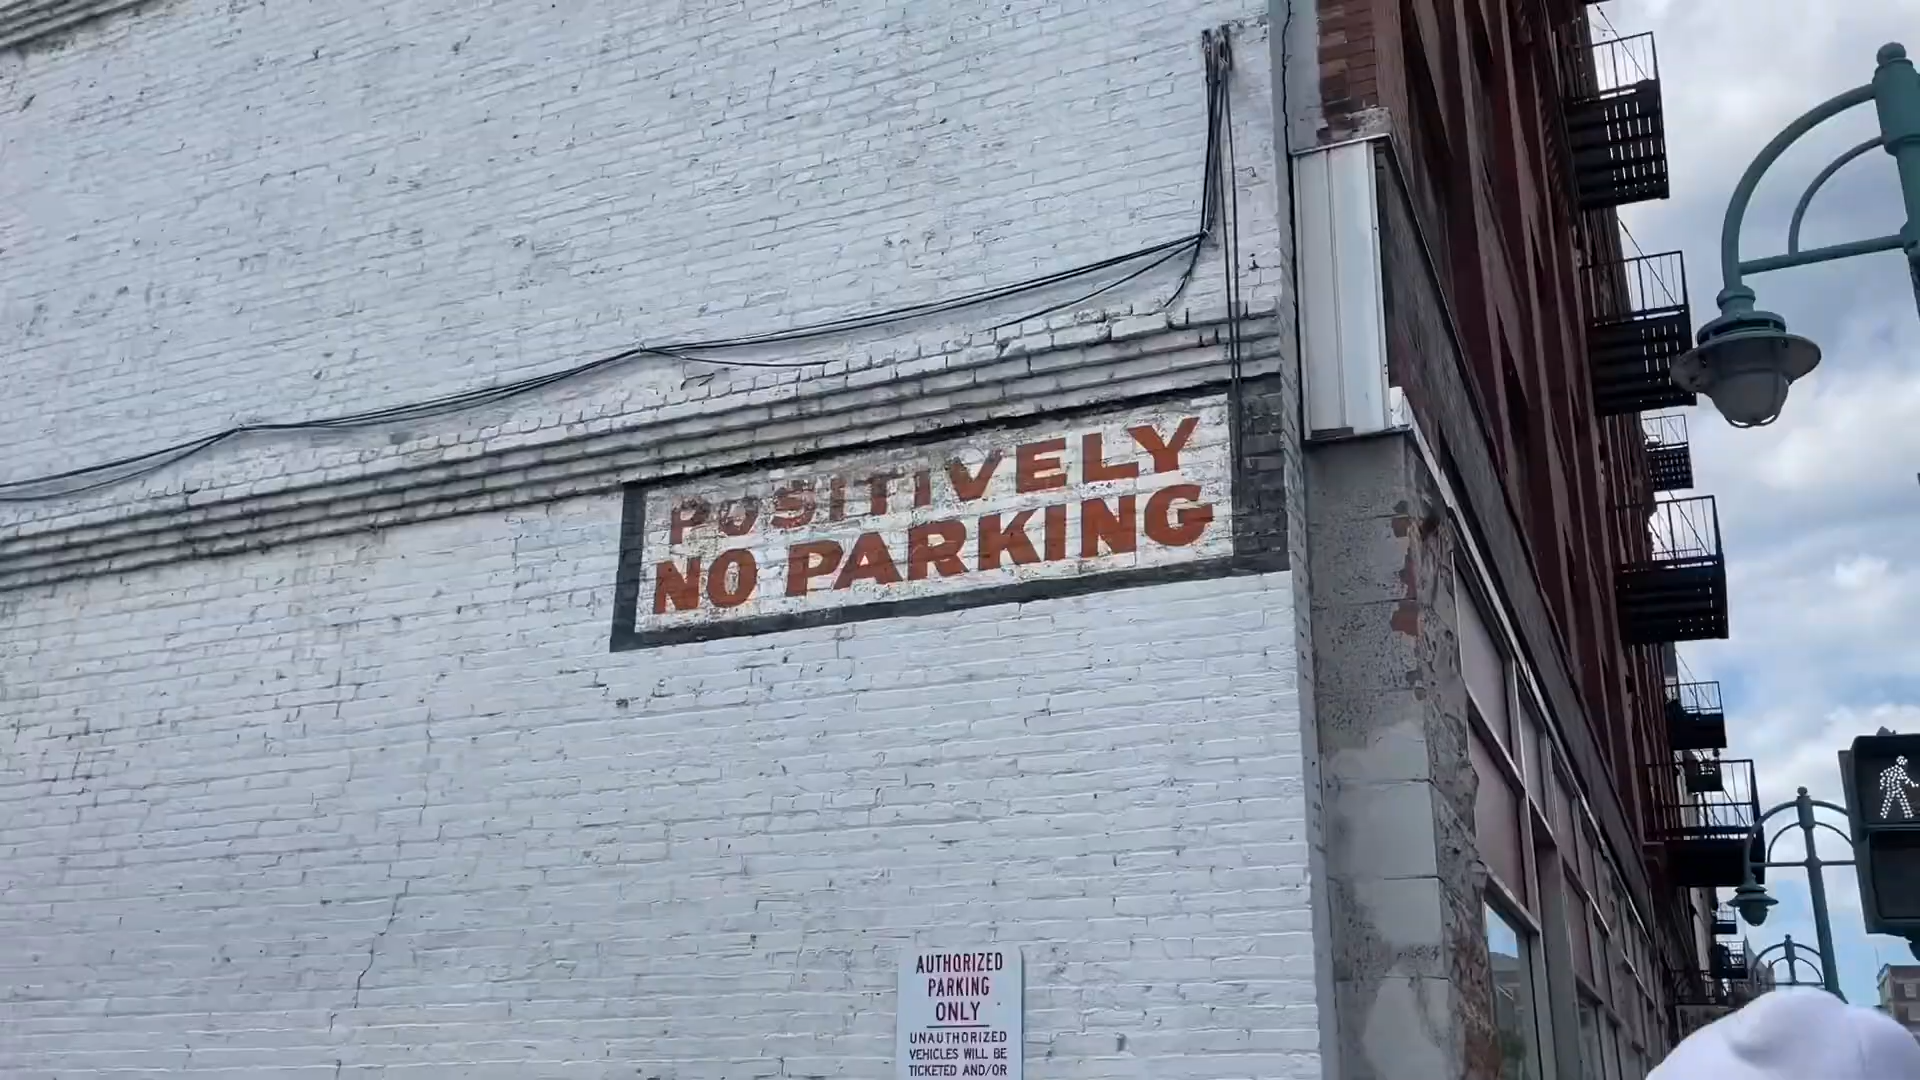 POSITIVELY
NO PARKING
AUTHORIZED
PARKING
ONLY
UNAUTHORIZED
VEHICLES WILL BE
TICKETED AND/OR